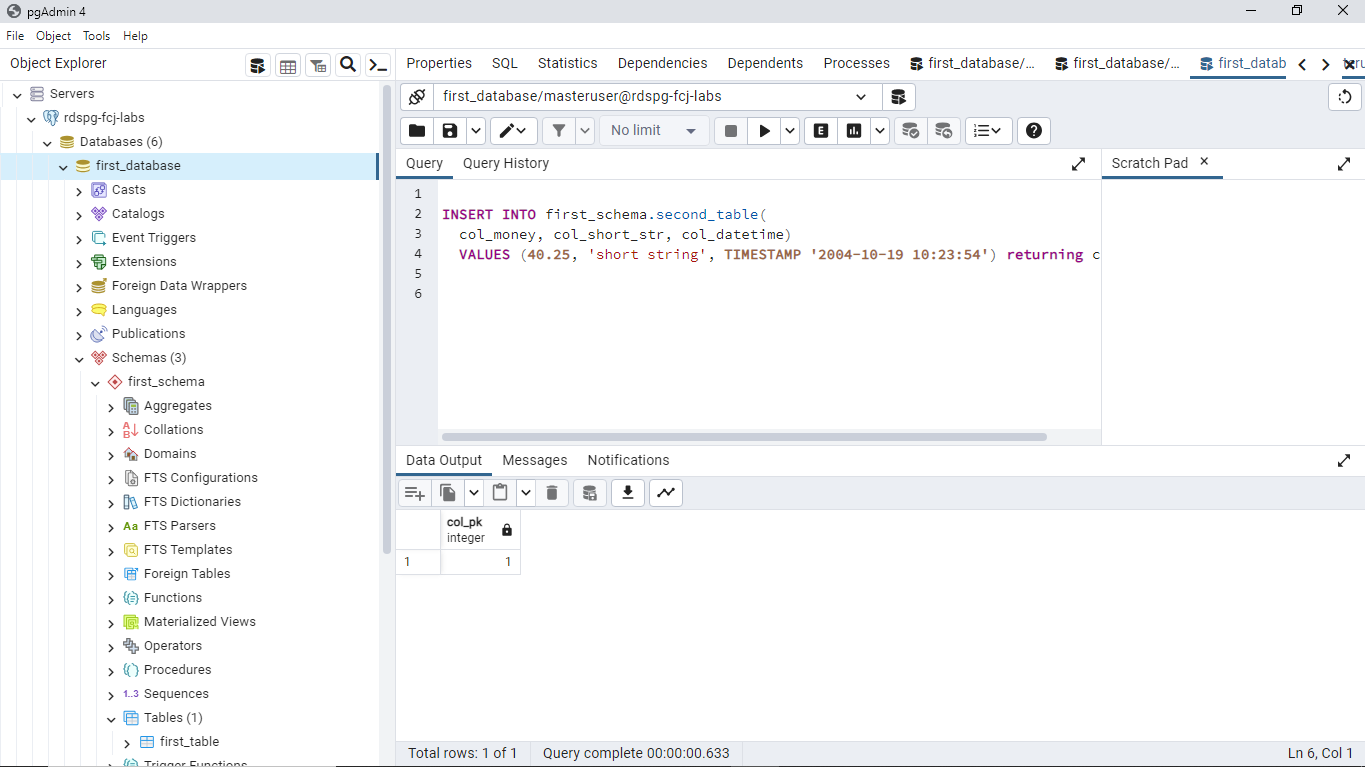 pgAdmin 4
File Object Tools Help
Object Explorer
Properties SQL Statistics Dependencies Dependents Processes first_database/... first_database/... first_datab
Servers
rdspg-fcj-labs
Databases (6)
first_database
Casts
Catalogs
Event Triggers
Extensions
Foreign Data Wrappers
Languages
Publications
Schemas (3)
first_schema
Aggregates
Collations
Domains
FTS Configurations
FTS Dictionaries
Aa FTS Parsers
FTS Templates
Foreign Tables
Functions
Materialized Views
Operators
Procedures
1..3 Sequences
Tables (1)
first_table
Trigger Functions
first_database/masteruser@rdspg-fcj-labs
No limit E
Query Query History
Scratch Pad
1
2 INSERT INTO first_schema.second_table(
3 col_money, col_short_str, col_datetime)
4 VALUES (40.25, 'short string', TIMESTAMP '2004-10-19 10:23:54') returning c
5
6
Data Output Messages Notifications
col_pk
integer
1 1
Total rows: 1 of 1 Query complete 00:00:00.633 Ln 6, Col 1